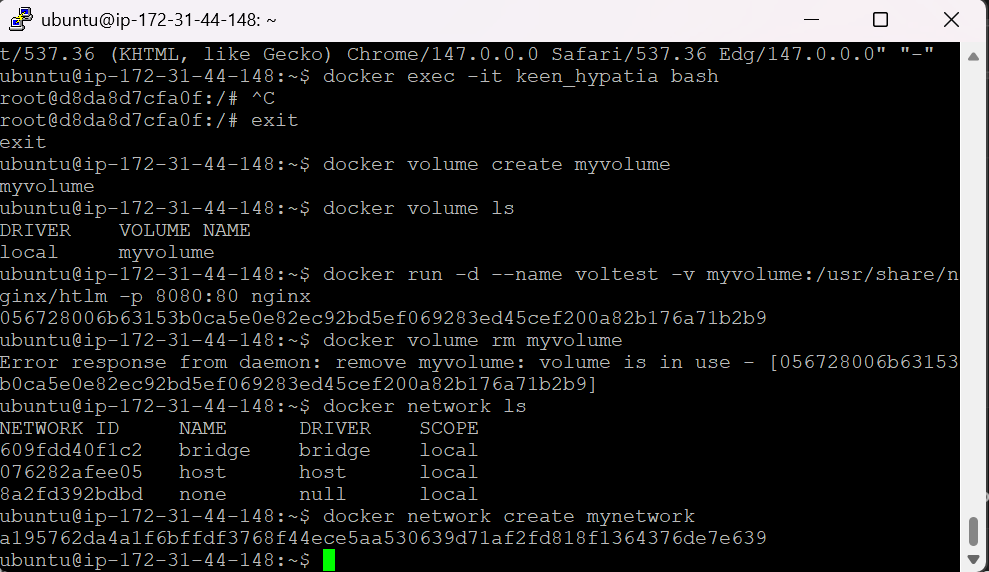 ubuntu@ip-172-31-44-148: ~
t/537.36 (KHTML, like Gecko) Chrome/147.0.0.0 Safari/537.36 Edg/147.0.0.0" "-"
ubuntu@ip-172-31-44-148:~$ docker exec -it keen_hypatia bash
root@d8da8d7cfa0f:/# ^C
root@d8da8d7cfa0f:/# exit
exit
ubuntu@ip-172-31-44-148:~$ docker volume create myvolume
myvolume
ubuntu@ip-172-31-44-148:~$ docker volume ls
DRIVER    VOLUME NAME
local     myvolume
ubuntu@ip-172-31-44-148:~$ docker run -d --name voltest -v myvolume:/usr/share/n
ginx/htlm -p 8080:80 nginx
056728006b63153b0ca5e0e82ec92bd5ef069283ed45cef200a82b176a71b2b9
ubuntu@ip-172-31-44-148:~$ docker volume rm myvolume
Error response from daemon: remove myvolume: volume is in use - [056728006b63153
b0ca5e0e82ec92bd5ef069283ed45cef200a82b176a71b2b9]
ubuntu@ip-172-31-44-148:~$ docker network ls
NETWORK ID     NAME      DRIVER    SCOPE
609fdd40f1c2   bridge    bridge    local
076282afee05   host      host      local
8a2fd392bdbd   none      null      local
ubuntu@ip-172-31-44-148:~$ docker network create mynetwork
a195762da4a1f6bffdf3768f44ece5aa530639d71af2fd818f1364376de7e639
ubuntu@ip-172-31-44-148:~$